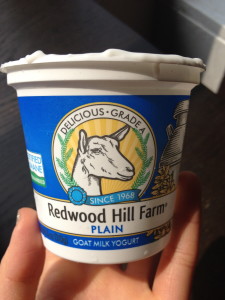 DELICIOUS • GRADE A
SINCE 1968
Redwood Hill Farm®
PLAIN
GOAT MILK YOGURT